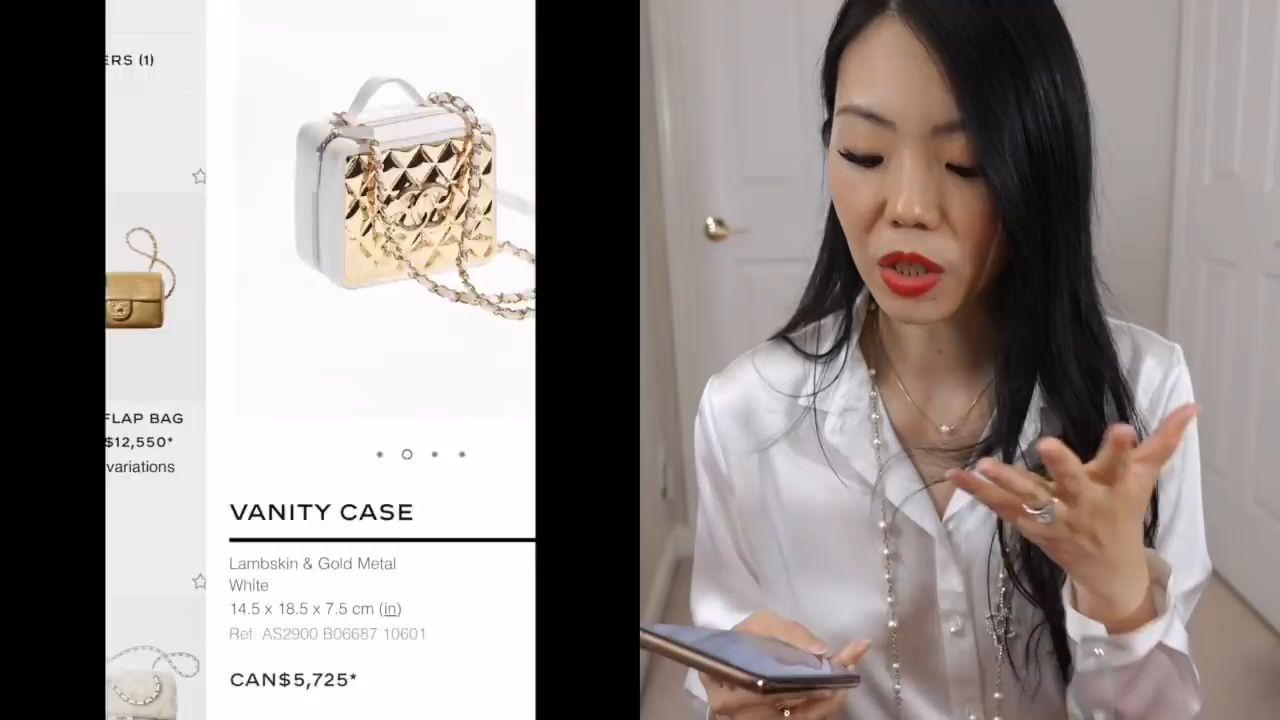 ERS (1)
FLAP BAG
$12,550*
variations
VANITY CASE
Lambskin & Gold Metal
White
14.5 x 18.5 x 7.5 cm (in)
Ref. AS2900 B06687 10601
CAN$5,725*